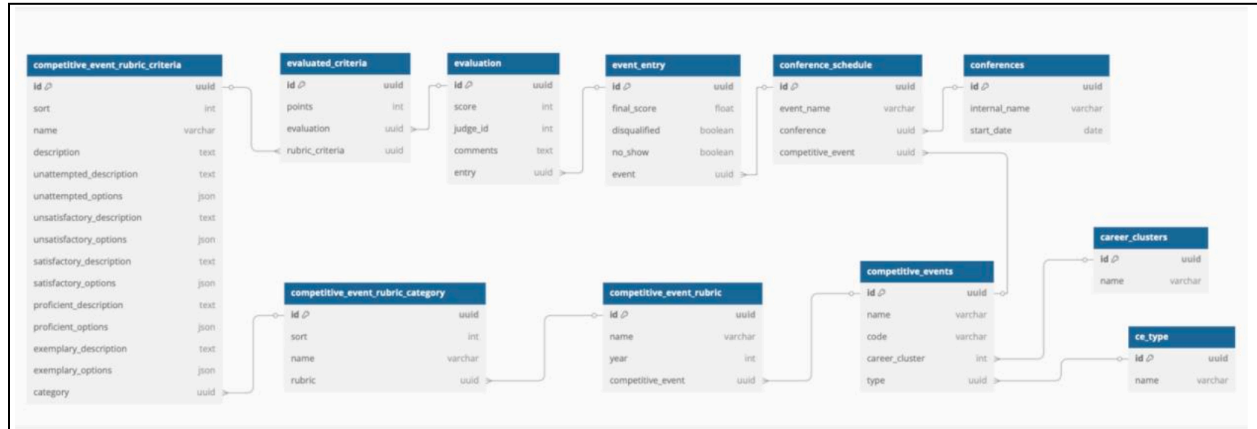 competitive_event_rubric_criteria
id uuid
sort int
name varchar
description text
unattempted_description text
unattempted_options json
unsatisfactory_description text
unsatisfactory_options json
satisfactory_description text
satisfactory_options json
proficient_description text
proficient_options json
exemplary_description text
exemplary_options json
category uuid
evaluated_criteria
id uuid
points int
evaluation uuid
rubric_criteria uuid
evaluation
id uuid
score int
judge_id int
comments text
entry uuid
event_entry
id uuid
final_score float
disqualified boolean
no_show boolean
event uuid
conference_schedule
id uuid
event_name varchar
conference uuid
competitive_event uuid
conferences
id uuid
internal_name varchar
start_date date
competitive_event_rubric_category
id uuid
sort int
name varchar
rubric uuid
competitive_event_rubric
id uuid
name varchar
year int
competitive_event uuid
competitive_events
id uuid
name varchar
code varchar
career_cluster int
type uuid
career_clusters
id uuid
name varchar
ce_type
id uuid
name varchar